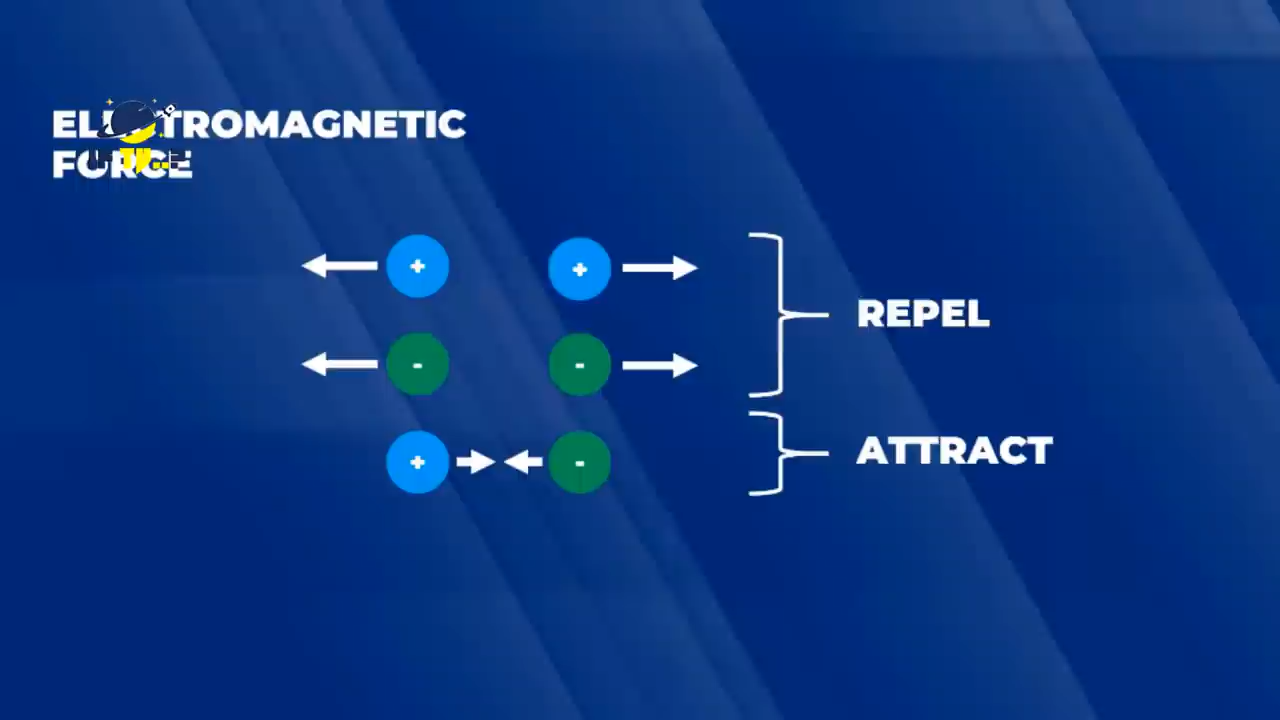 ELECTROMAGNETIC
FORCE
+ +
- -
+ -
REPEL
ATTRACT